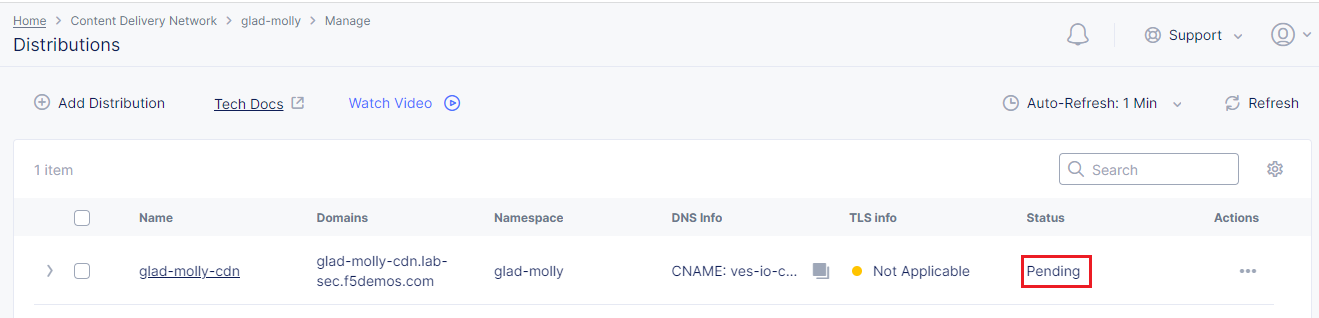 Home > Content Delivery Network > glad-molly > Manage
Distributions
Support
Add Distribution
Tech Docs
Watch Video
Auto-Refresh: 1 Min
Refresh
1 item
Search
Name Domains Namespace DNS Info TLS info Status Actions
glad-molly-cdn glad-molly-cdn.lab-
sec.f5demos.com glad-molly CNAME: ves-io-c... Not Applicable Pending